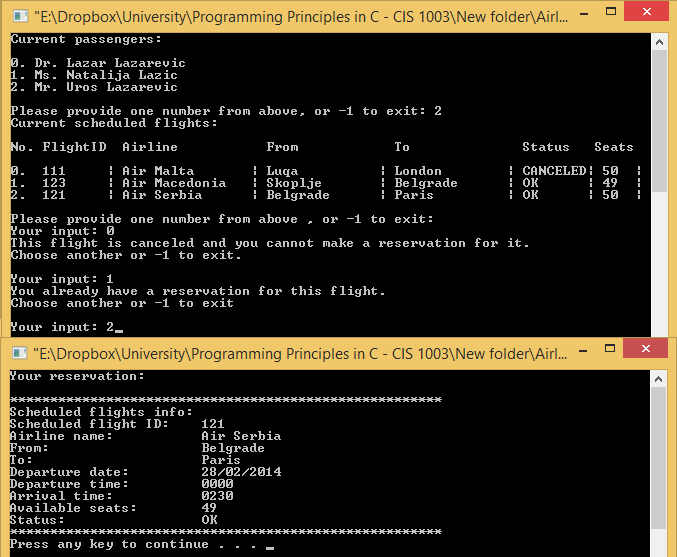 "E:\Dropbox\University\Programming Principles in C - CIS 1003\New folder\Airl...
Current passengers:
0. Dr. Lazar Lazarevic
1. Ms. Natalija Lazic
2. Mr. Uros Lazarevic
Please provide one number from above, or -1 to exit: 2
Current scheduled flights:
No. FlightID Airline From To Status Seats
0. 111 ¦ Air Malta ¦ Luqa ¦ London ¦ CANCELED¦ 50 ¦
1. 123 ¦ Air Macedonia ¦ Skoplje ¦ Belgrade ¦ OK ¦ 49 ¦
2. 121 ¦ Air Serbia ¦ Belgrade ¦ Paris ¦ OK ¦ 50 ¦
Please provide one number from above , or -1 to exit:
Your input: 0
This flight is canceled and you cannot make a reservation for it.
Choose another or -1 to exit.
Your input: 1
You already have a reservation for this flight.
Choose another or -1 to exit
Your input: 2_
"E:\Dropbox\University\Programming Principles in C - CIS 1003\New folder\Airl...
Your reservation:
******************************************************
Scheduled flights info:
Scheduled flight ID: 121
Airline name: Air Serbia
From: Belgrade
To: Paris
Departure date: 28/02/2014
Departure time: 0000
Arrival time: 0230
Available seats: 49
Status: OK
******************************************************
Press any key to continue . . . _